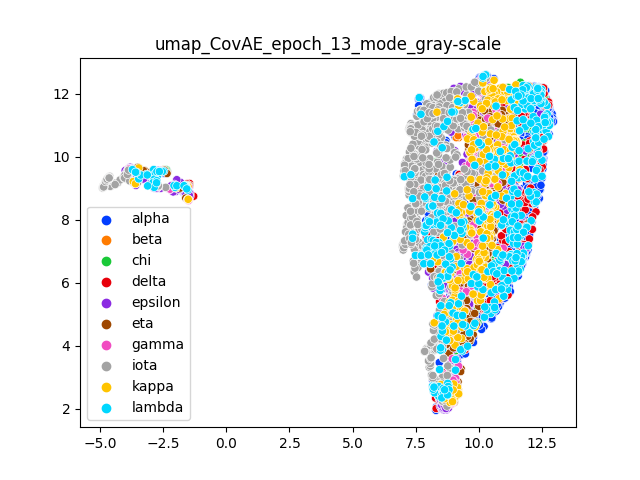 umap_CovAE_epoch_13_mode_gray-scale
12
10
8
6
4
2
−5.0 −2.5 0.0 2.5 5.0 7.5 10.0 12.5
alpha
beta
chi
delta
epsilon
eta
gamma
iota
kappa
lambda